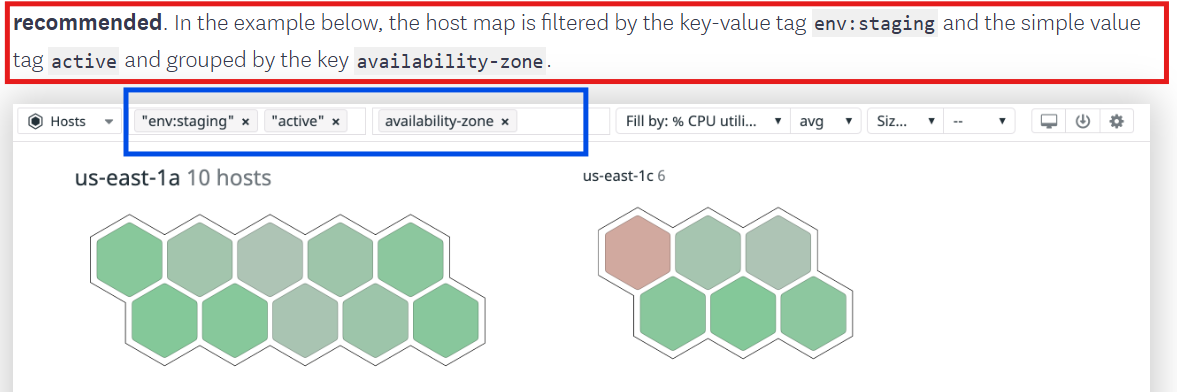 recommended. In the example below, the host map is filtered by the key-value tag env:staging and the simple value
tag active and grouped by the key availability-zone.
Hosts "env:staging" × "active" × availability-zone × Fill by: % CPU utili... avg Siz... --
us-east-1a 10 hosts us-east-1c 6